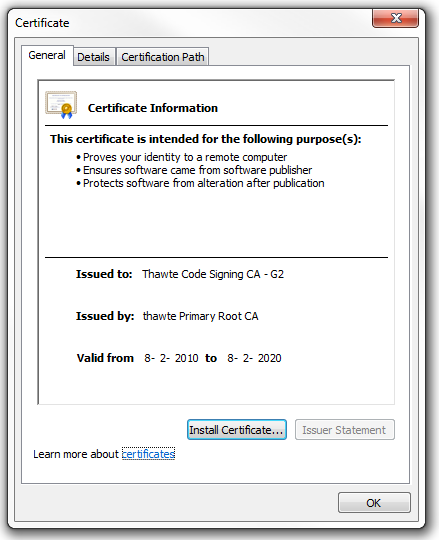 Certificate
General
Details
Certification Path
Certificate Information
This certificate is intended for the following purpose(s):
• Proves your identity to a remote computer
• Ensures software came from software publisher
• Protects software from alteration after publication
Issued to: Thawte Code Signing CA - G2
Issued by: thawte Primary Root CA
Valid from 8- 2- 2010 to 8- 2- 2020
Install Certificate...
Issuer Statement
Learn more about certificates
OK